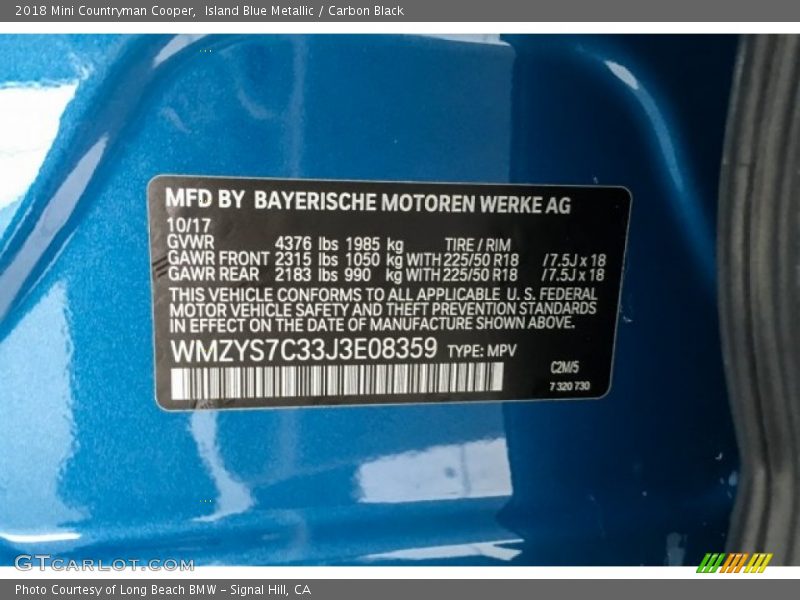 2018 Mini Countryman Cooper,  Island Blue Metallic / Carbon Black
MFD BY BAYERISCHE MOTOREN WERKE AG
10/17
GVWR 4376 lbs 1985 kg TIRE / RIM
GAWR FRONT 2315 lbs 1050 kg WITH 225/50 R18 /7.5J x 18
GAWR REAR 2183 lbs 990 kg WITH 225/50 R18 /7.5J x 18
THIS VEHICLE CONFORMS TO ALL APPLICABLE U. S. FEDERAL
MOTOR VEHICLE SAFETY AND THEFT PREVENTION STANDARDS
IN EFFECT ON THE DATE OF MANUFACTURE SHOWN ABOVE.
WMZYS7C33J3E08359 TYPE: MPV
C2M/5
7 320 730
GTCARLOT.COM
Photo Courtesy of Long Beach BMW - Signal Hill, CA